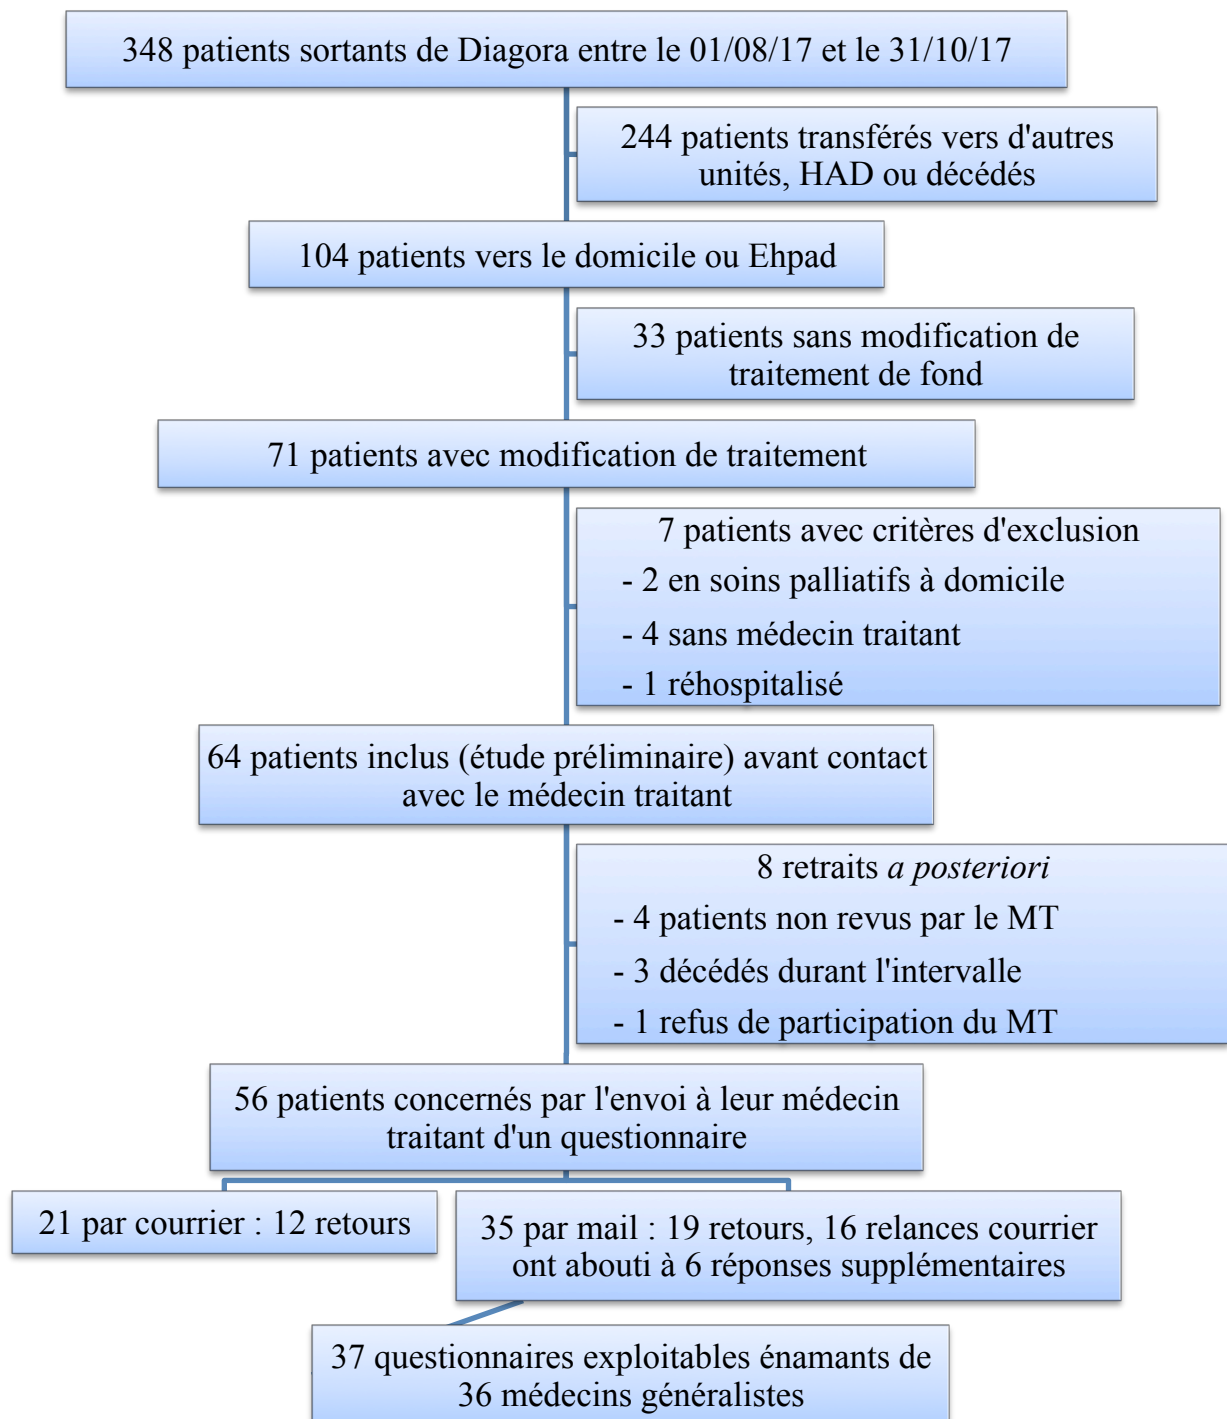 348 patients sortants de Diagora entre le 01/08/17 et le 31/10/17
244 patients transférés vers d'autres
unités, HAD ou décédés
104 patients vers le domicile ou Ehpad
33 patients sans modification de
traitement de fond
71 patients avec modification de traitement
7 patients avec critères d'exclusion
- 2 en soins palliatifs à domicile
- 4 sans médecin traitant
- 1 réhospitalisé
64 patients inclus (étude préliminaire) avant contact
avec le médecin traitant
8 retraits a posteriori
- 4 patients non revus par le MT
- 3 décédés durant l'intervalle
- 1 refus de participation du MT
56 patients concernés par l'envoi à leur médecin
traitant d'un questionnaire
21 par courrier : 12 retours
35 par mail : 19 retours, 16 relances courrier
ont abouti à 6 réponses supplémentaires
37 questionnaires exploitables énamants de
36 médecins généralistes